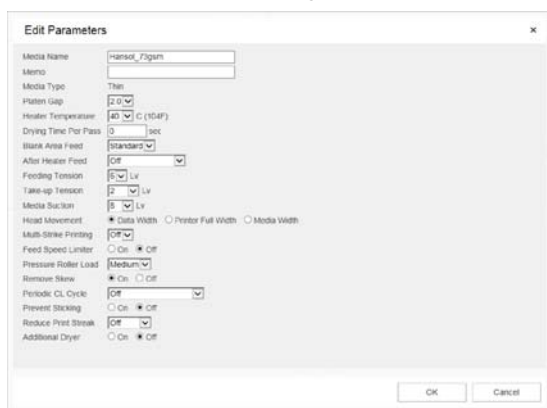 Edit Parameters ×
Media Name Hansol_73gsm
Memo
Media Type Thin
Platen Gap 2.0
Heater Temperature 40 C (104F)
Drying Time Per Pass 0 sec
Blank Area Feed Standard
After Heater Feed Off
Feeding Tension 6 Lv
Take-up Tension 2 Lv
Media Suction 8 Lv
Head Movement Data Width Printer Full Width Media Width
Multi-Strike Printing Off
Feed Speed Limiter On Off
Pressure Roller Load Medium
Remove Skew On Off
Periodic CL Cycle Off
Prevent Sticking On Off
Reduce Print Streak Off
Additional Dryer On Off
OK Cancel